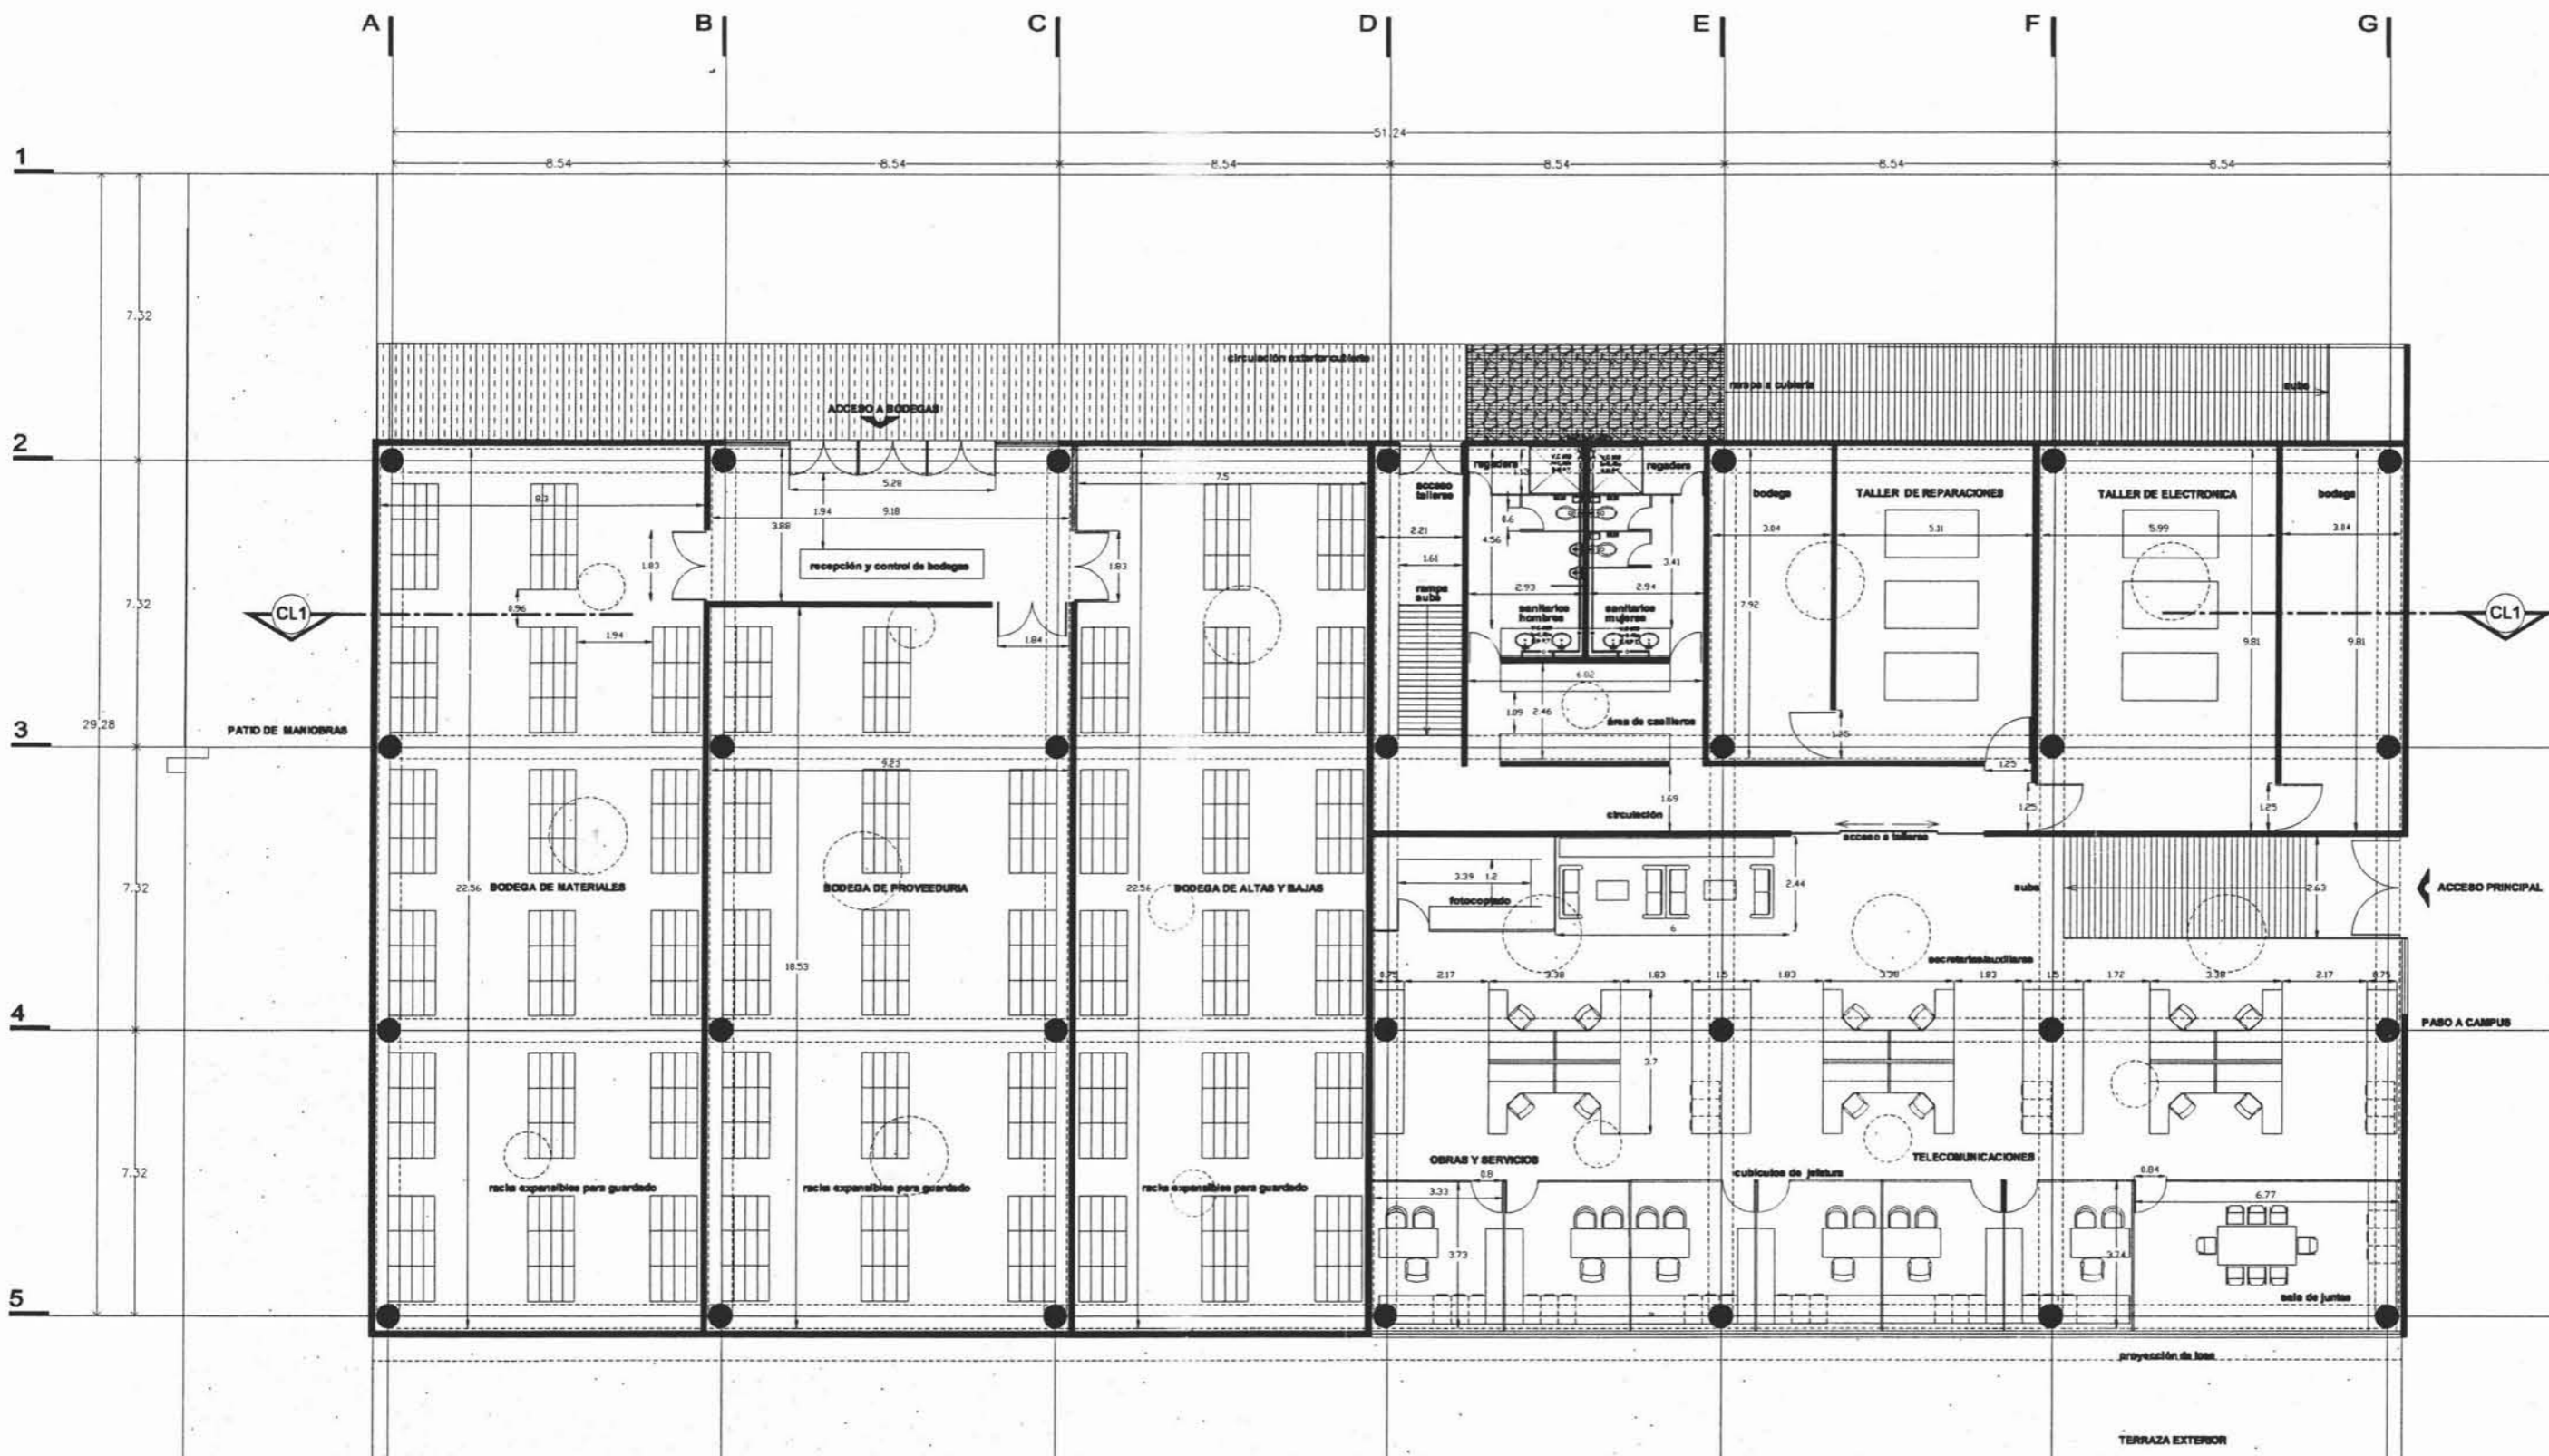 A
B
C
D
E
F
G
51.24
8.54
8.54
8.54
8.54
8.54
8.54
1
7.32
circulación exterior cubierta
rampa a cubierta
sube
ACCESO A BODEGAS
2
regadera
regadera
acceso
talleres
bodega
TALLER DE REPARACIONES
TALLER DE ELECTRONICA
bodega
8.3
5.28
7.5
1.94
9.18
3.88
2.21
1.61
0.6
4.56
3.41
3.04
5.11
5.99
3.84
1.83
recepción y control de bodegas
1.83
rampa
sube
2.93
2.94
sanitarios
hombres
sanitarios
mujeres
7.32
7.92
CL1
0.96
1.94
1.84
CL1
9.81
9.81
6.02
1.09
2.46
área de casilleros
29.28
PATIO DE MANIOBRAS
3
9.23
1.25
1.69
1.25
1.25
circulación
acceso a talleres
7.32
22.56
BODEGA DE MATERIALES
BODEGA DE PROVEEDURIA
22.56
BODEGA DE ALTAS Y BAJAS
3.39
1.2
fotocopiado
2.44
6
sube
2.63
ACCESO PRINCIPAL
18.53
secretarias/auxiliares
0.75
2.17
3.38
1.83
1.5
1.83
3.38
1.83
1.5
1.72
3.38
2.17
0.75
4
PASO A CAMPUS
3.7
7.32
OBRAS Y SERVICIOS
TELECOMUNICACIONES
cubículos de jefatura
racks expansibles para guardado
racks expansibles para guardado
racks expansibles para guardado
3.33
0.8
0.84
6.77
3.73
3.74
5
sala de juntas
proyección de losa
TERRAZA EXTERIOR